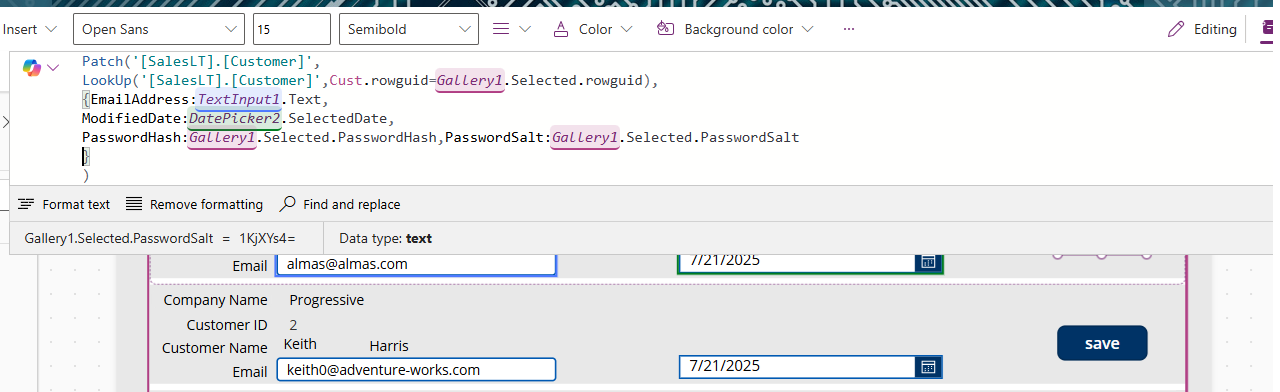 Insert Open Sans 15 Semibold Color Background color ... Editing
Patch('[SalesLT].[Customer]',
LookUp('[SalesLT].[Customer]',Cust.rowguid=Gallery1.Selected.rowguid),
{EmailAddress:TextInput1.Text,
ModifiedDate:DatePicker2.SelectedDate,
PasswordHash:Gallery1.Selected.PasswordHash,PasswordSalt:Gallery1.Selected.PasswordSalt
}
)
Format text Remove formatting Find and replace
Gallery1.Selected.PasswordSalt = 1KjXYs4= Data type: text
Email almas@almas.com 7/21/2025
Company Name Progressive
Customer ID 2
Customer Name Keith Harris
save
Email keith0@adventure-works.com 7/21/2025